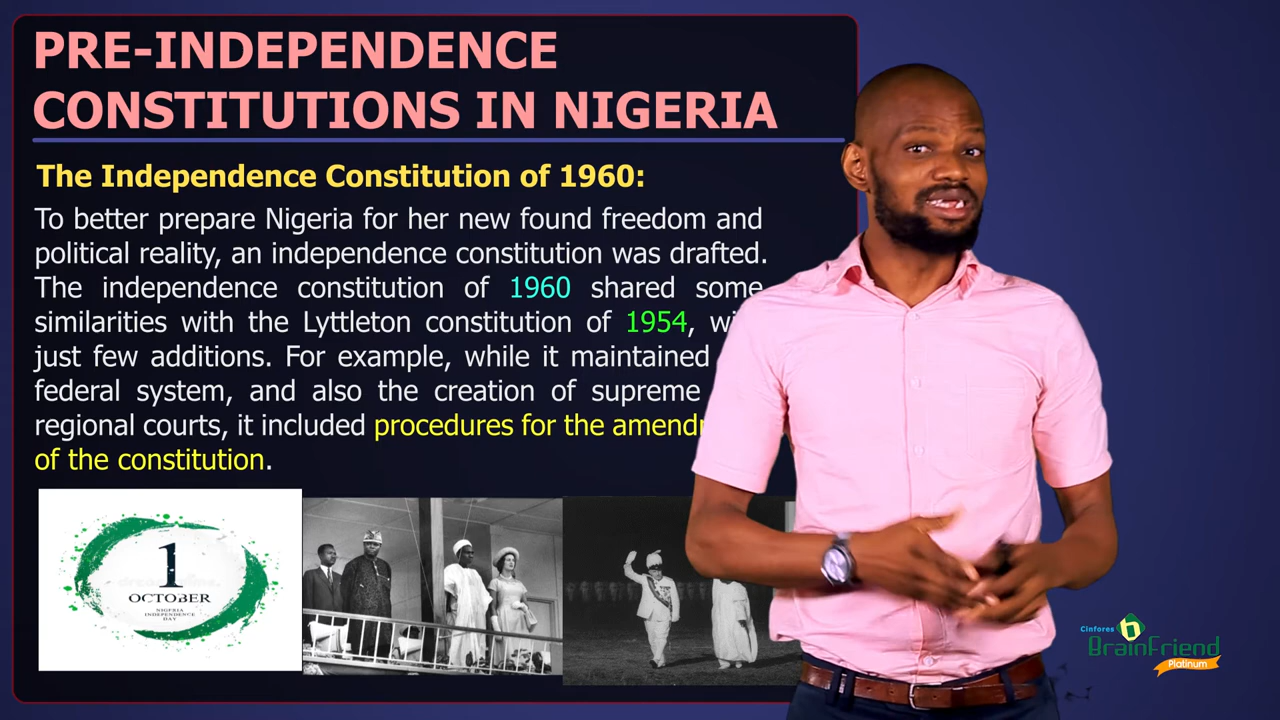 PRE-INDEPENDENCE
CONSTITUTIONS IN NIGERIA
The Independence Constitution of 1960:
To better prepare Nigeria for her new found freedom and
political reality, an independence constitution was drafted.
The independence constitution of 1960 shared some
similarities with the Lyttleton constitution of 1954,
just few additions. For example, while it maintained
federal system, and also the creation of supreme
regional courts, it included procedures for the
of the constitution.
1
OCTOBER
NIGERIA
INDEPENDENCE
DAY
Cinfores
BrainFriend
Platinum